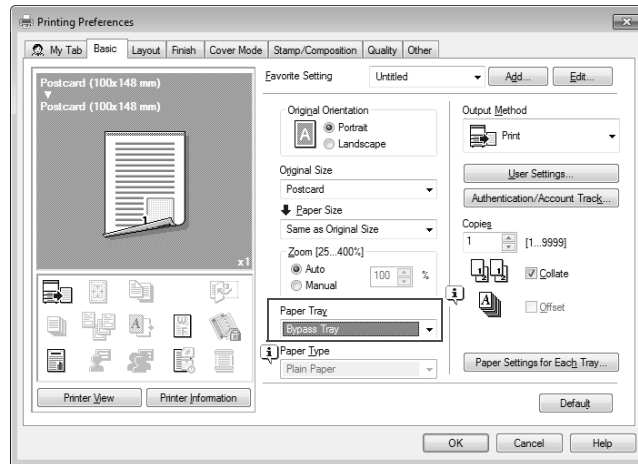 Printing Preferences
My Tab Basic Layout Finish Cover Mode Stamp/Composition Quality Other
Postcard (100x148 mm)
Postcard (100x148 mm)
1
x1
Printer View Printer Information
Favorite Setting Untitled Add... Edit...
Original Orientation
A Portrait
Landscape
Original Size
Postcard
Paper Size
Same as Original Size
Zoom [25...400%]
Auto
Manual
100 %
Paper Tray
Bypass Tray
Paper Type
Plain Paper
Output Method
Print
User Settings...
Authentication/Account Track...
Copies
1 [1...9999]
Collate
Offset
Paper Settings for Each Tray...
Default
OK Cancel Help